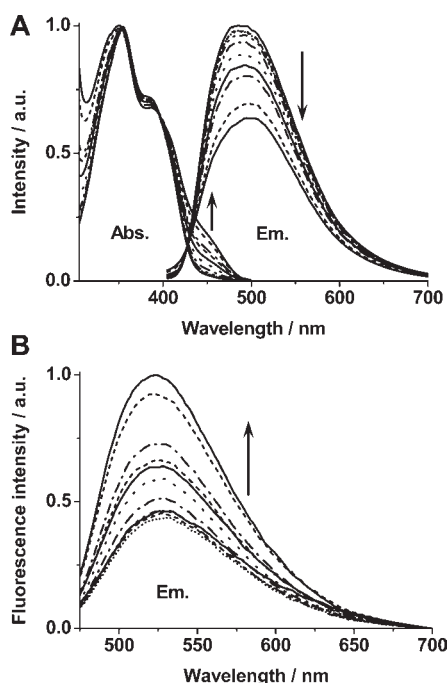 A
Intensity / a.u.
1.0
0.5
0.0
Abs.
Em.
400
500
600
700
Wavelength / nm
B
Fluorescence intensity / a.u.
1.0
0.5
0.0
Em.
500
550
600
650
700
Wavelength / nm